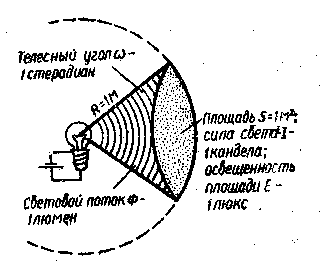 Телесный угол ω-
1 стерадиан
R=1м
Площадь S=1м²;
сила света I-
1 кандела;
освещенность
площади E-
1 люкс
Световой поток Ф-
1 люмен